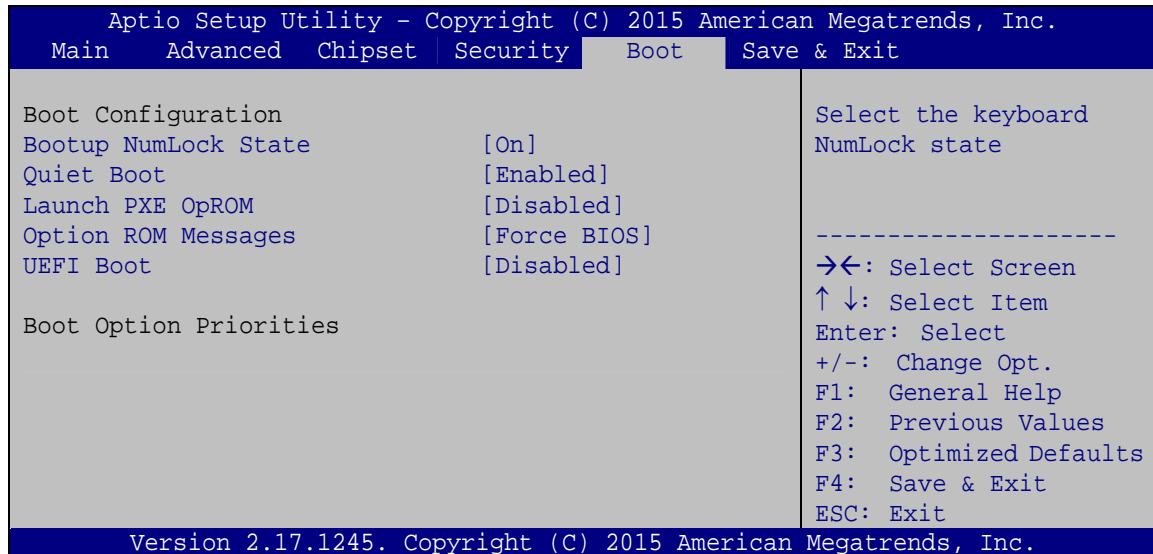 Aptio Setup Utility – Copyright (C) 2015 American Megatrends, Inc.
Main Advanced Chipset Security Boot Save & Exit
Boot Configuration
Bootup NumLock State [On]
Quiet Boot [Enabled]
Launch PXE OpROM [Disabled]
Option ROM Messages [Force BIOS]
UEFI Boot [Disabled]
Boot Option Priorities
Select the keyboard
NumLock state
---------------------
→←: Select Screen
↑ ↓: Select Item
Enter: Select
+/-: Change Opt.
F1: General Help
F2: Previous Values
F3: Optimized Defaults
F4: Save & Exit
ESC: Exit
Version 2.17.1245. Copyright (C) 2015 American Megatrends, Inc.